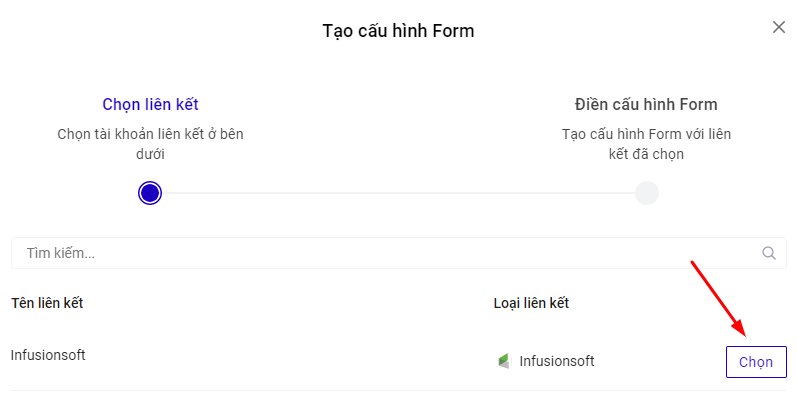 Tạo cấu hình Form
Chọn liên kết
Chọn tài khoản liên kết ở bên
dưới
Điền cấu hình Form
Tạo cấu hình Form với liên
kết đã chọn
Tìm kiếm...
Tên liên kết
Loại liên kết
Infusionsoft
Infusionsoft
Chọn